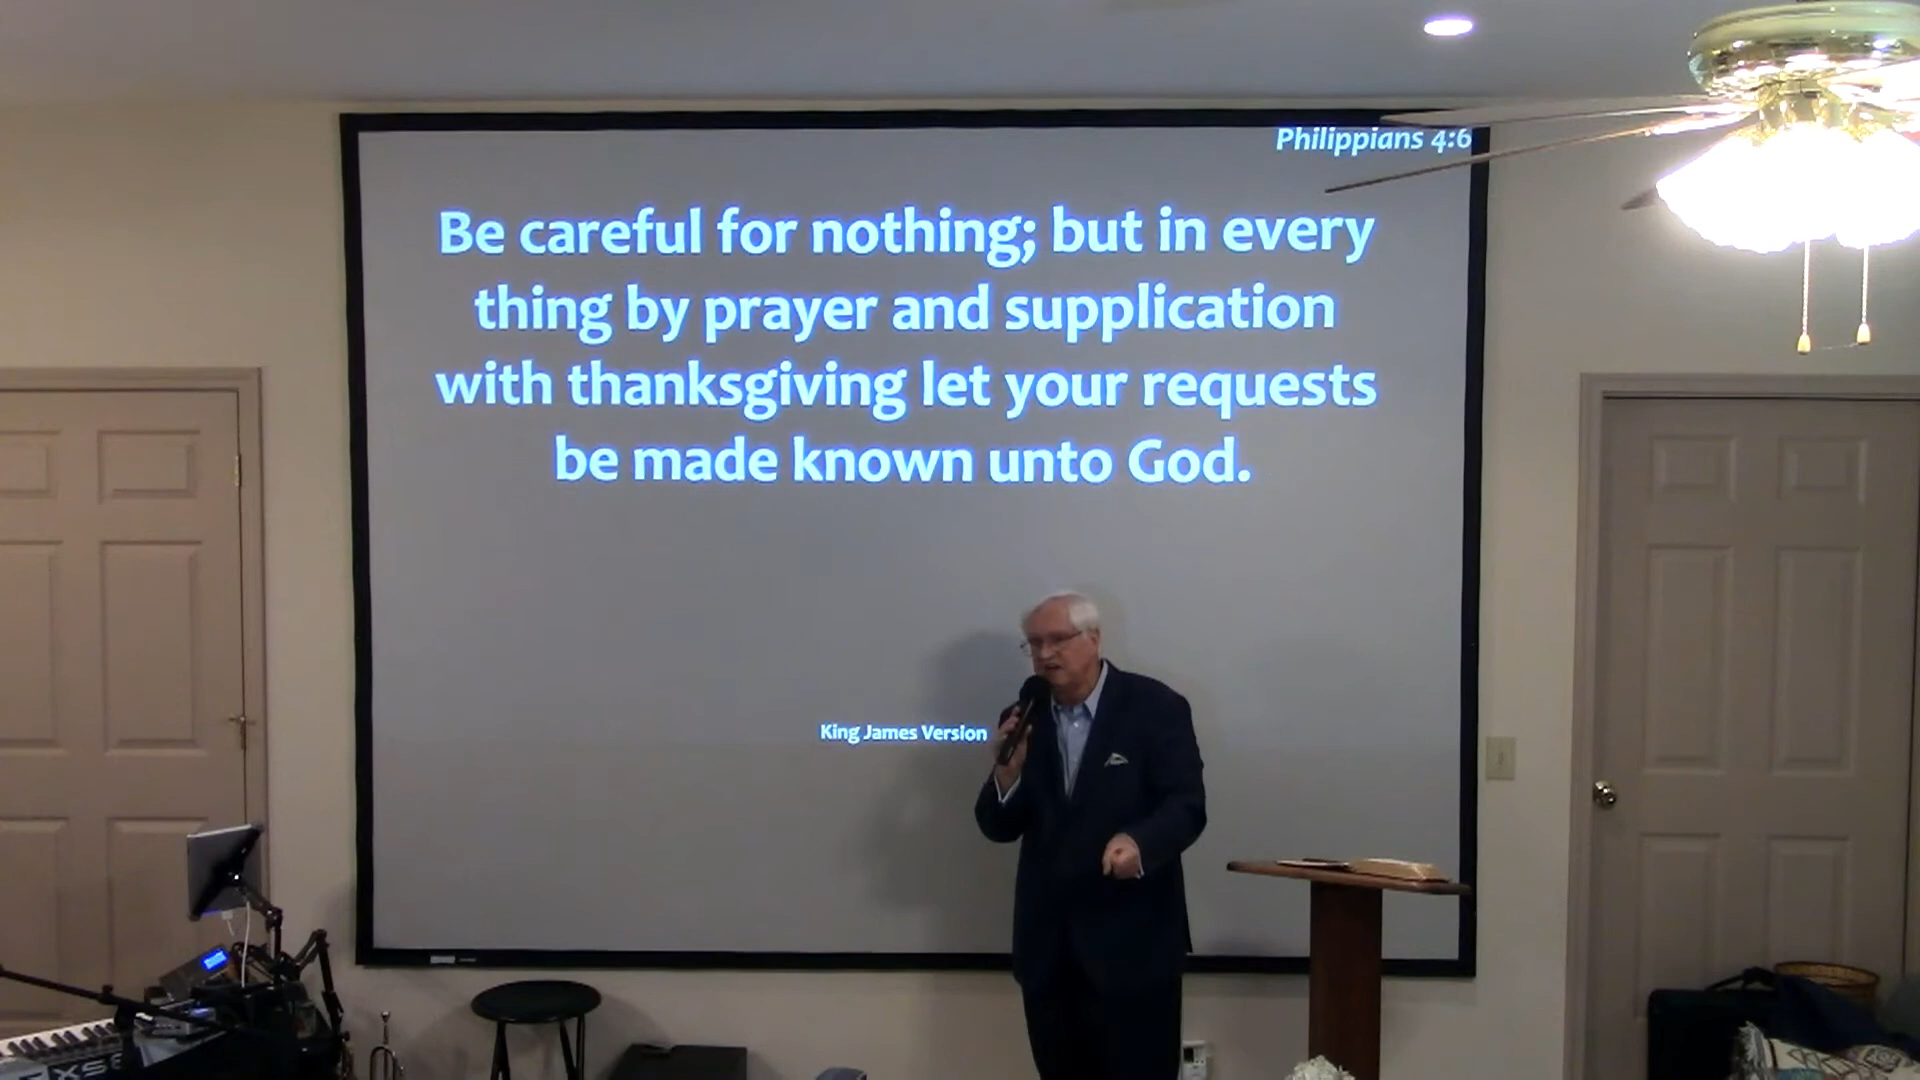 Philippians 4:6
Be careful for nothing; but in every
thing by prayer and supplication
with thanksgiving let your requests
be made known unto God.
King James Version
XS8